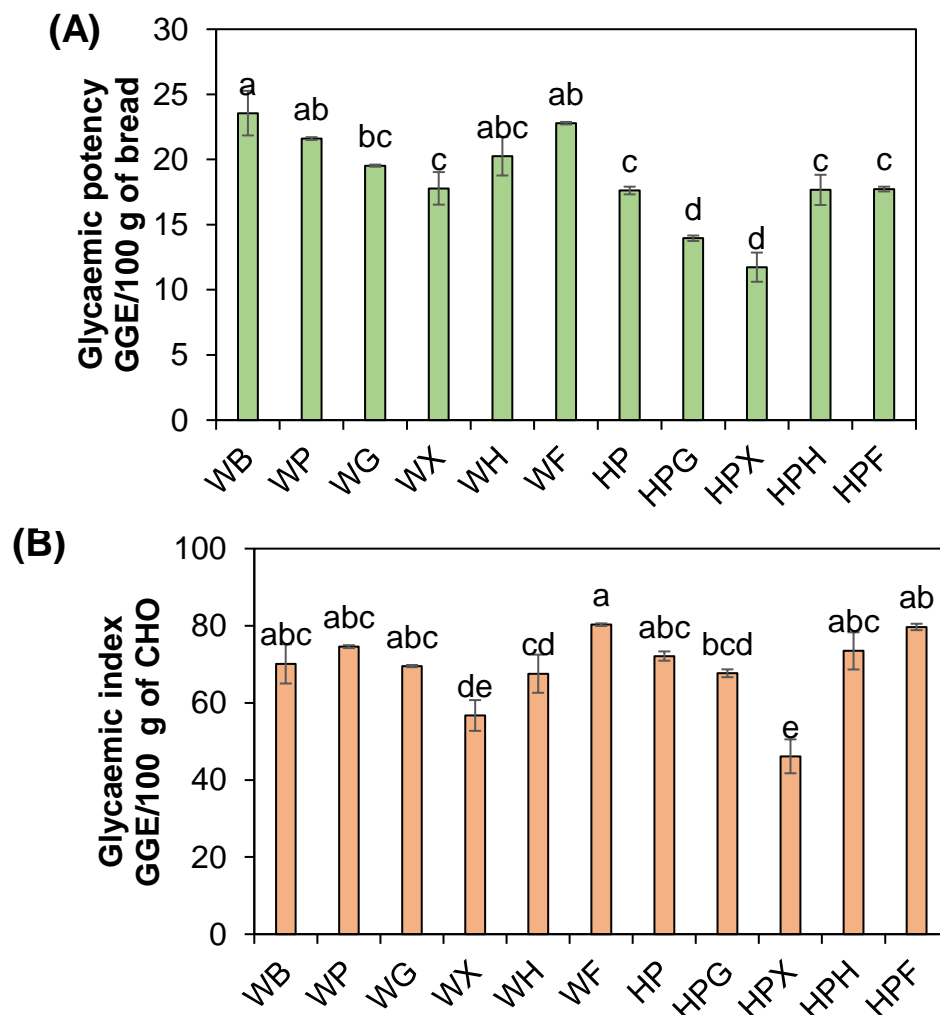 (A)
Glycaemic potency
GGE/100 g of bread
30
25
20
15
10
5
0
a
ab
bc
c
abc
ab
c
d
d
c
c
WB
WP
WG
WX
WH
WF
HP
HPG
HPX
HPH
HPF
(B)
Glycaemic index
GGE/100 g of CHO
100
80
60
40
20
0
abc
abc
abc
de
cd
a
abc
bcd
e
abc
ab
WB
WP
WG
WX
WH
WF
HP
HPG
HPX
HPH
HPF